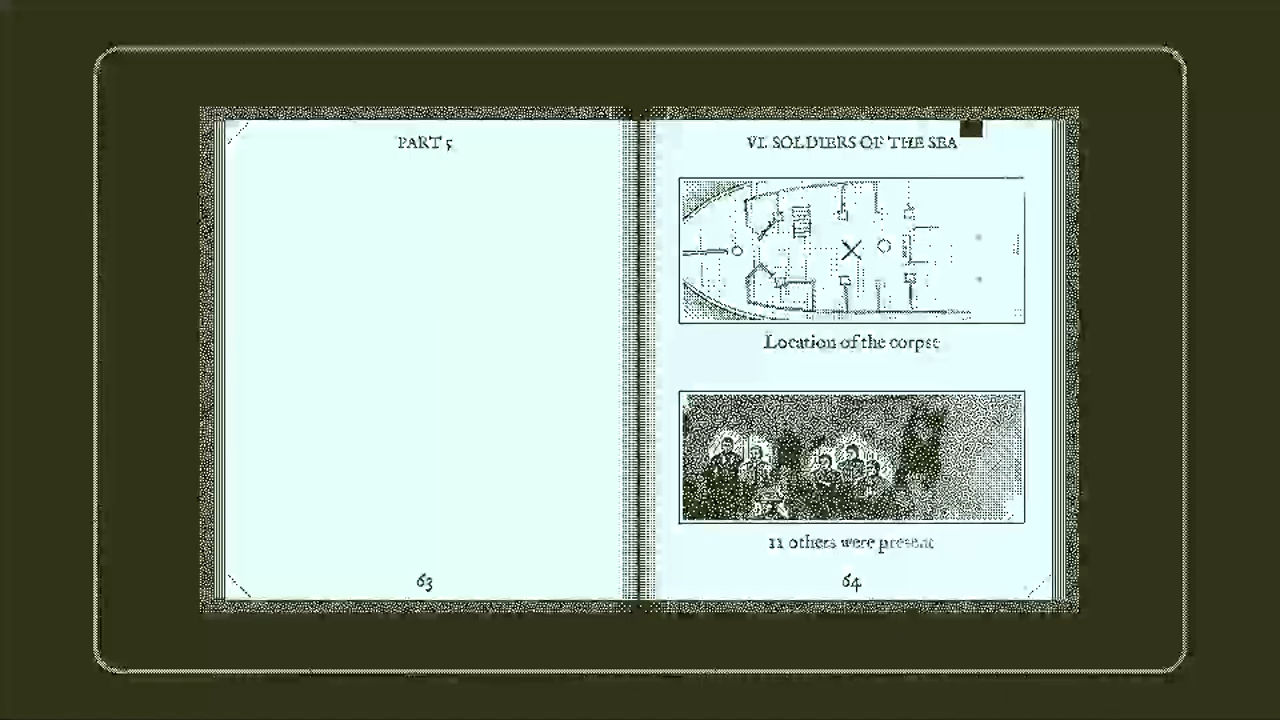 PART 5
VI. SOLDIERS OF THE SEA
Location of the corpse
11 others were present
63
64